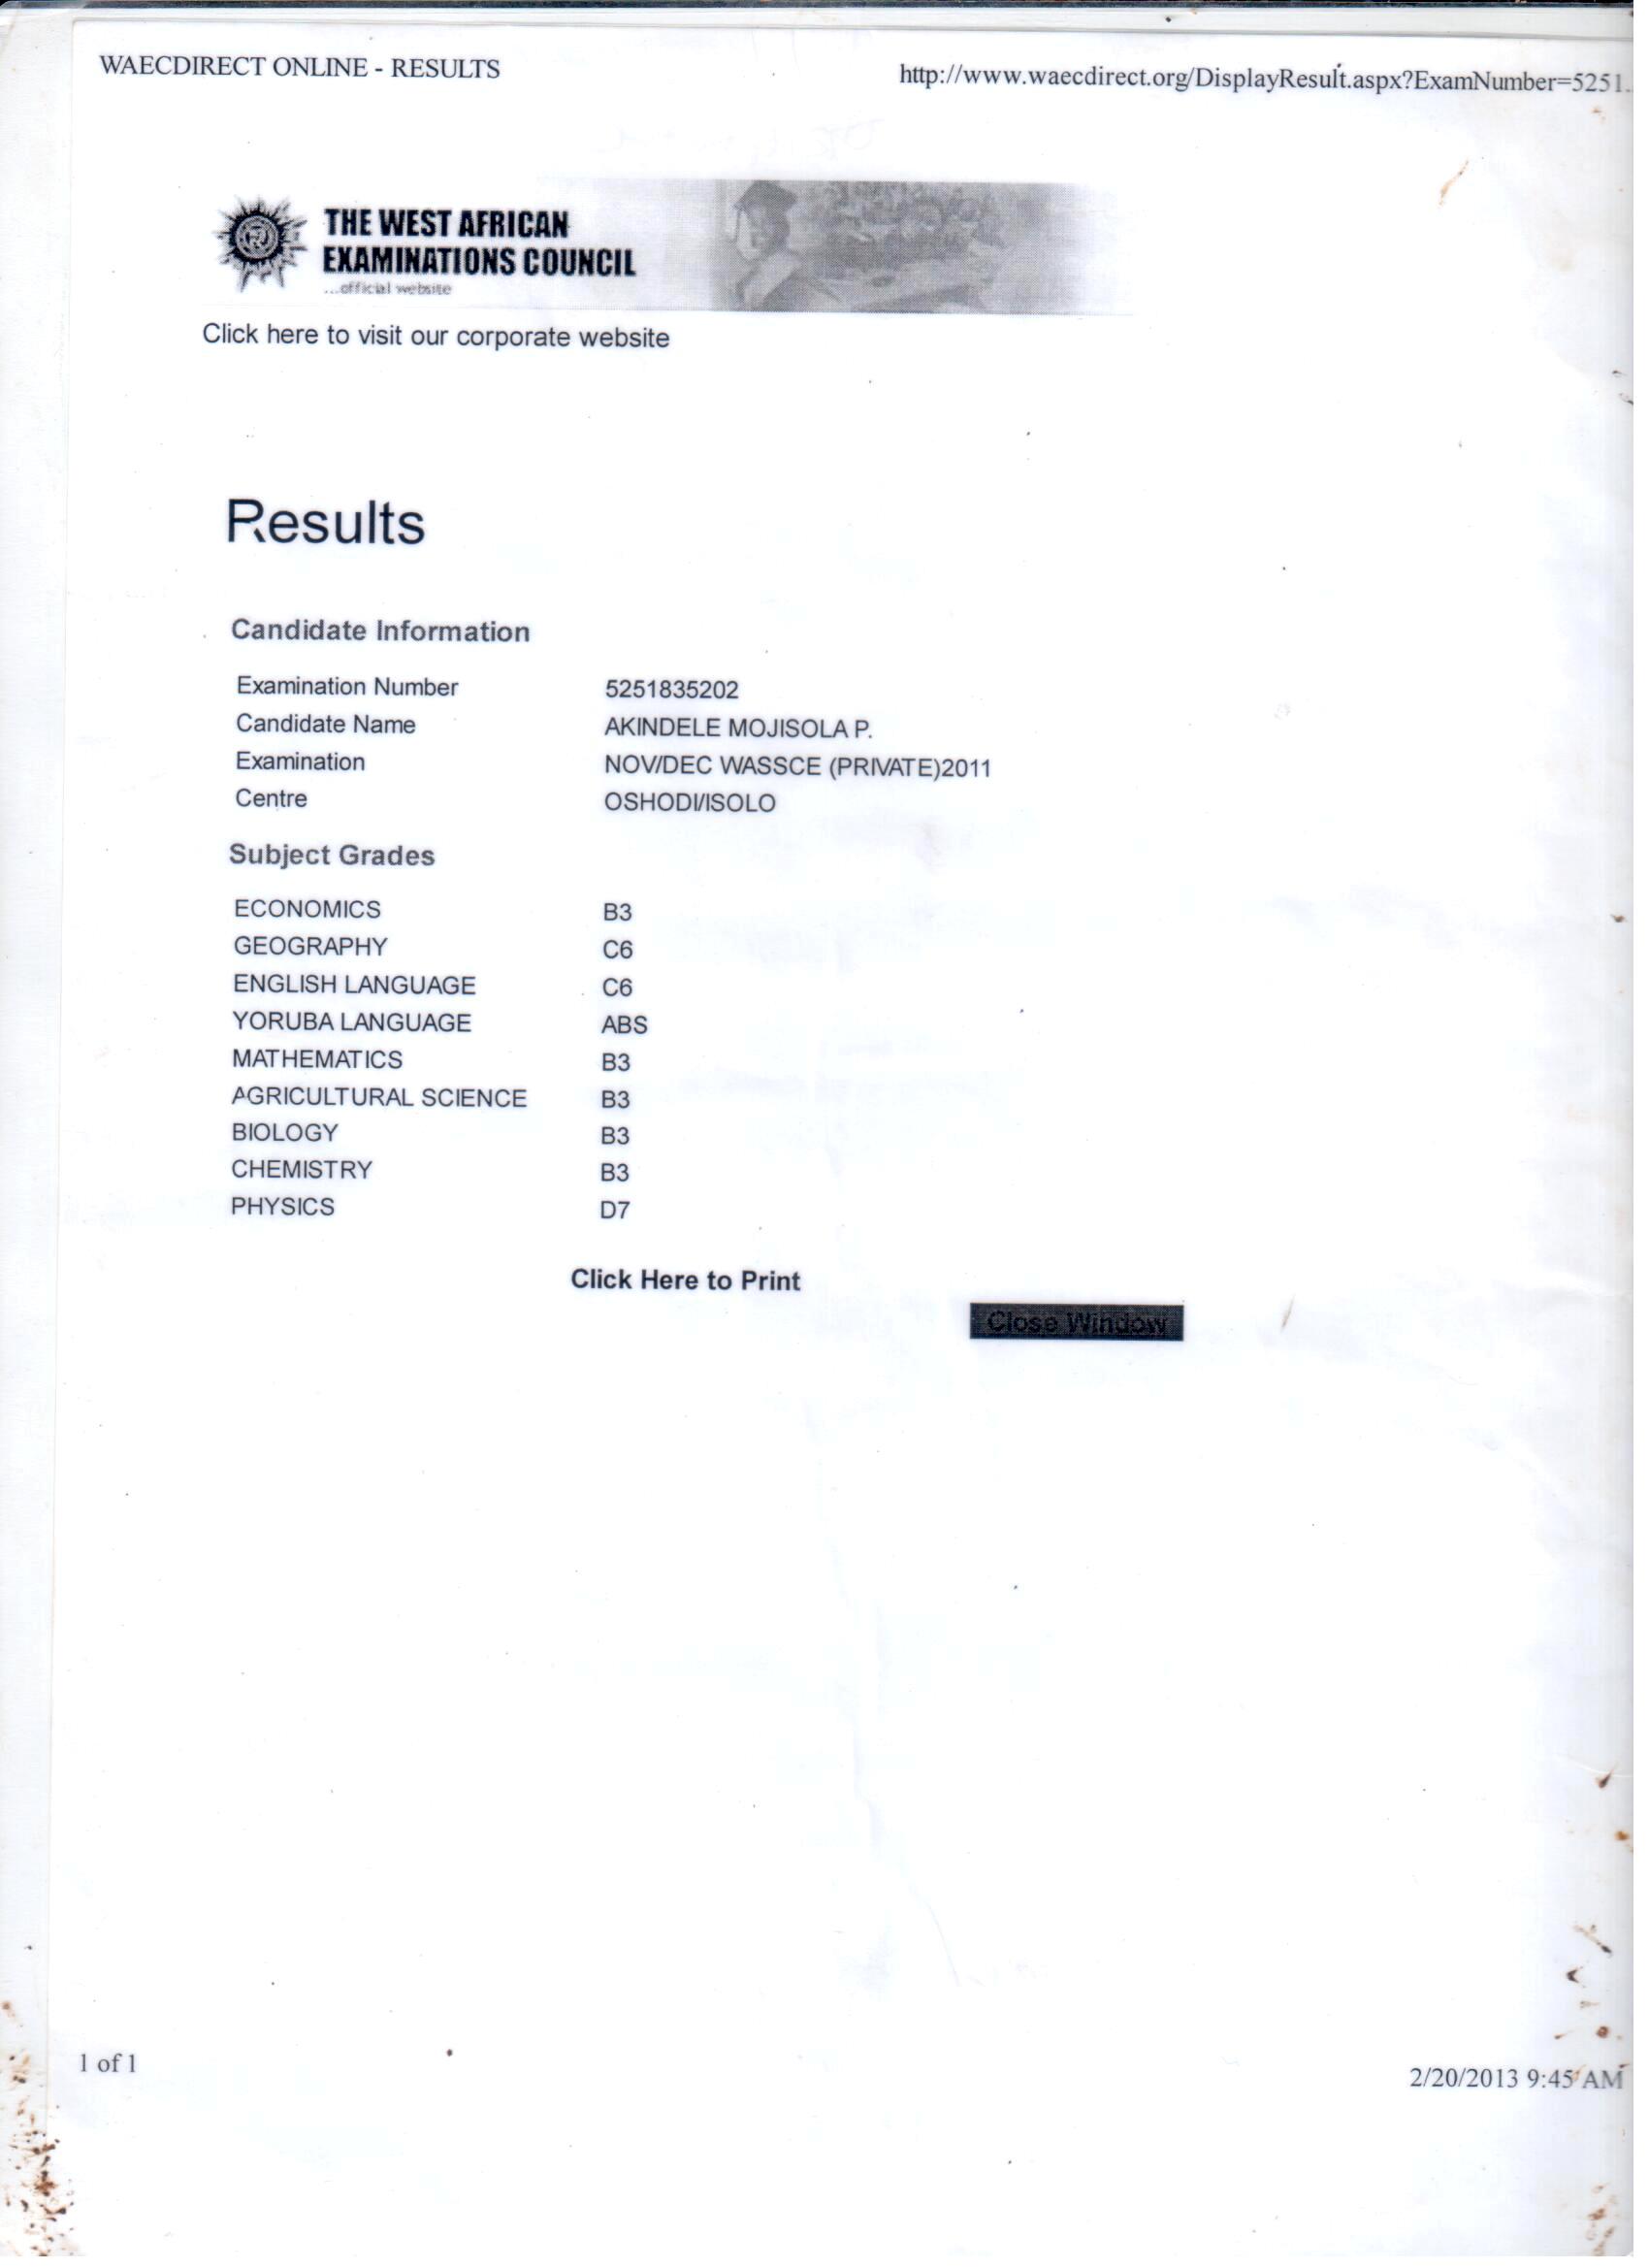 WAECDIRECT ONLINE - RESULTS
http://www.waecdirect.org/DisplayResult.aspx?ExamNumber=5251.
THE WEST AFRICAN
EXAMINATIONS COUNCIL
...official website
Click here to visit our corporate website
Results
Candidate Information
Examination Number 5251835202
Candidate Name AKINDELE MOJISOLA P.
Examination NOV/DEC WASSCE (PRIVATE)2011
Centre OSHODI/ISOLO
Subject Grades
ECONOMICS B3
GEOGRAPHY C6
ENGLISH LANGUAGE C6
YORUBA LANGUAGE ABS
MATHEMATICS B3
AGRICULTURAL SCIENCE B3
BIOLOGY B3
CHEMISTRY B3
PHYSICS D7
Click Here to Print
Close Window
1 of 1
2/20/2013 9:45 AM